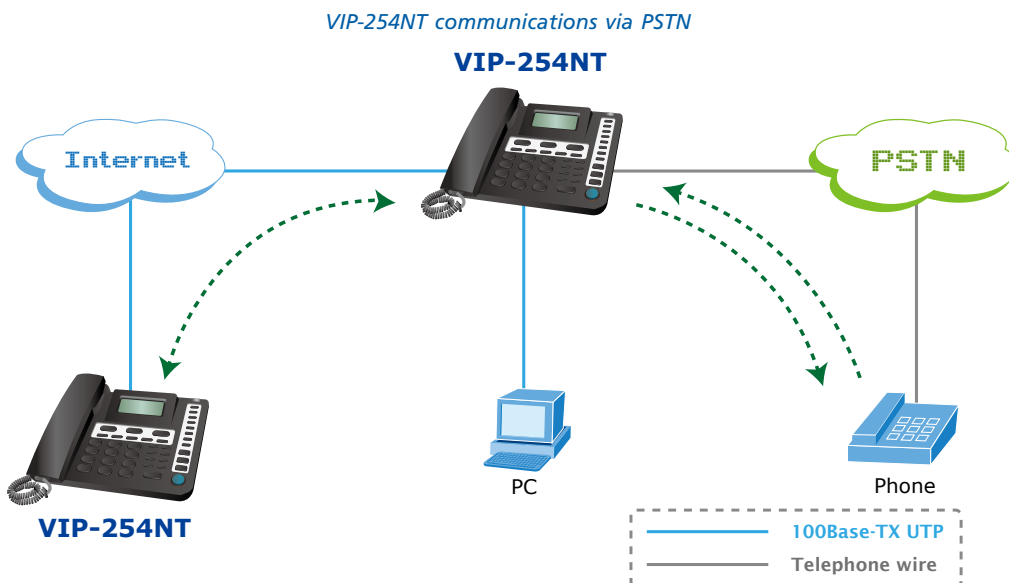 VIP-254NT communications via PSTN
VIP-254NT
Internet
PSTN
PC
Phone
VIP-254NT
100Base-TX UTP
Telephone wire